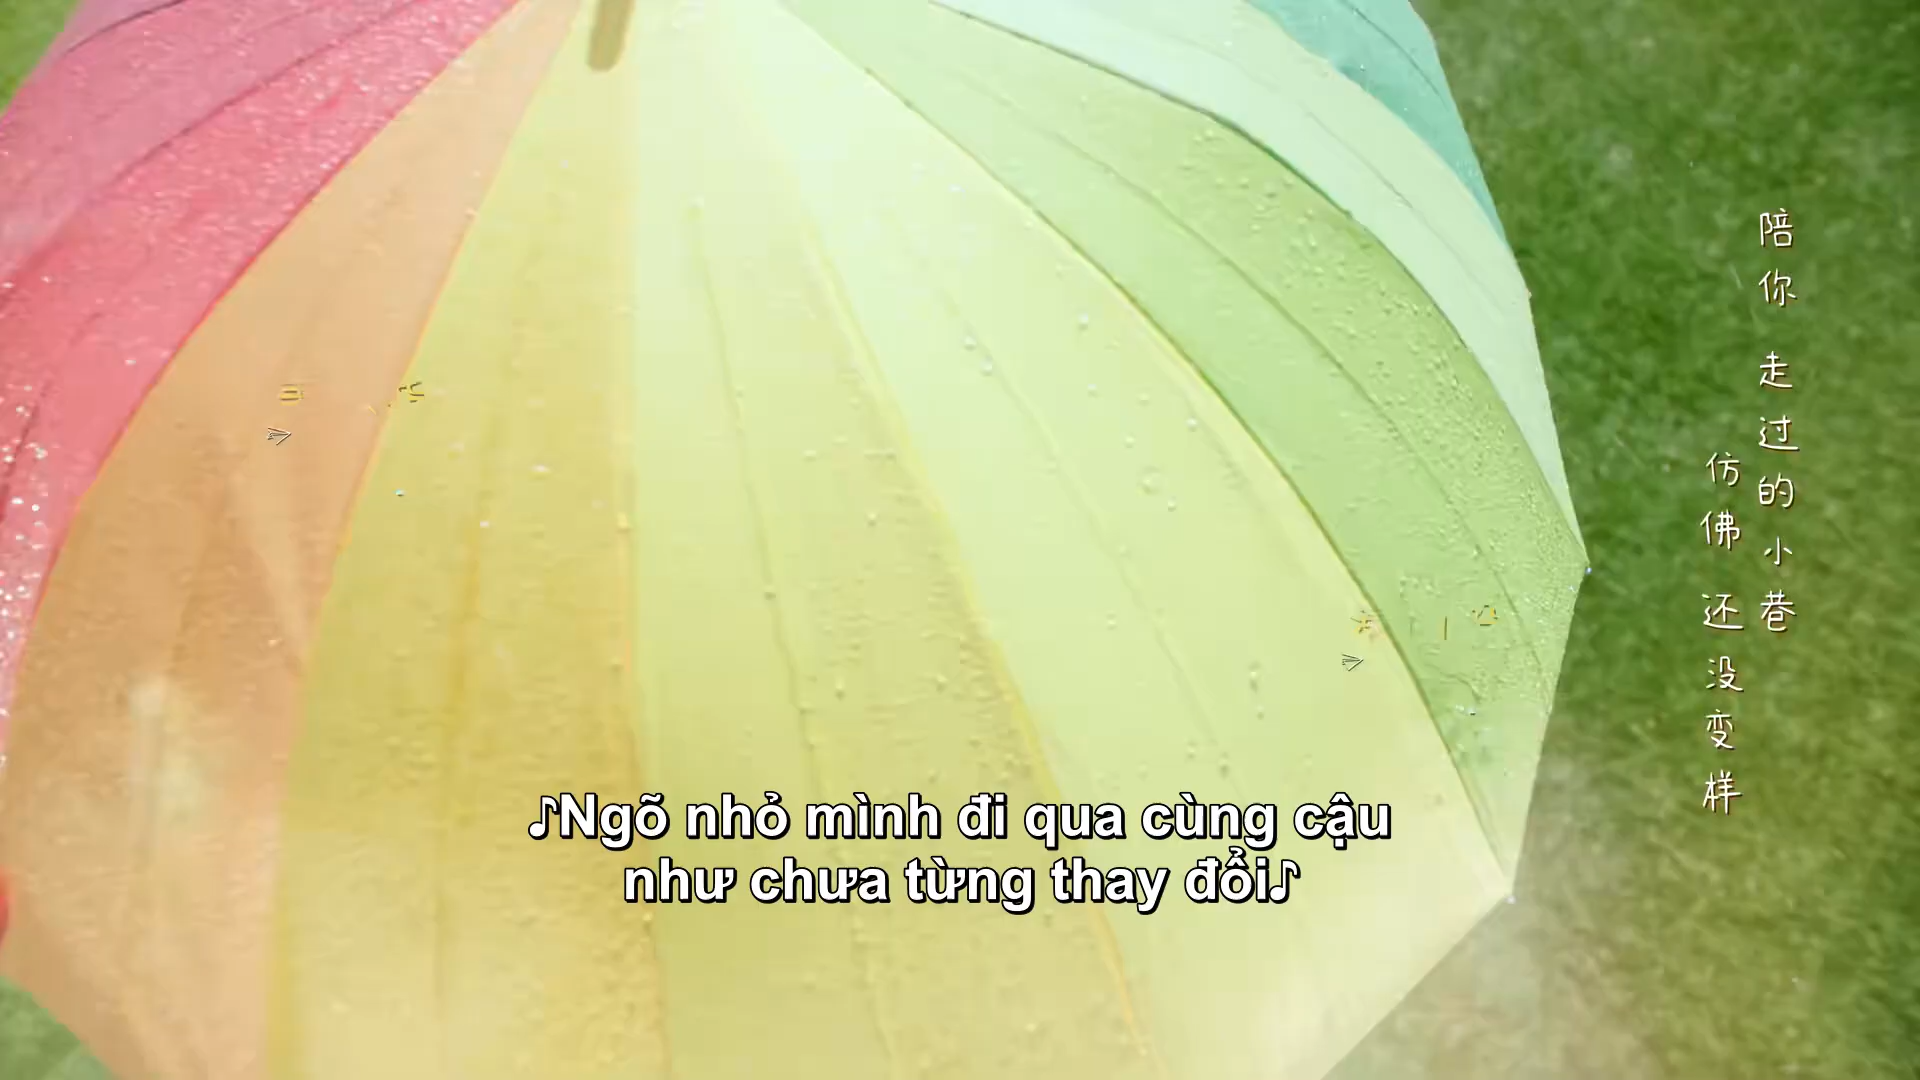 陪你 走过的小巷
仿佛 还没变样
♪Ngõ nhỏ mình đi qua cùng cậu
như chưa từng thay đổi♪